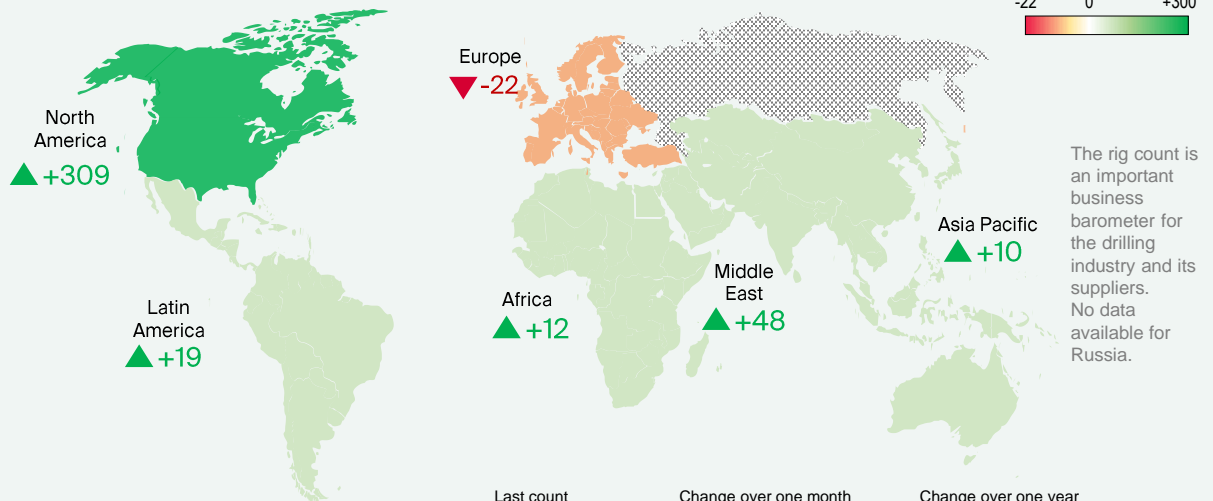 -22 0 +300
Europe
-22
North
America
+309
The rig count is
an important
business
barometer for
the drilling
industry and its
suppliers.
No data
available for
Russia.
Asia Pacific
+10
Middle
East
+48
Africa
+12
Latin
America
+19
Last count Change over one month Change over one year